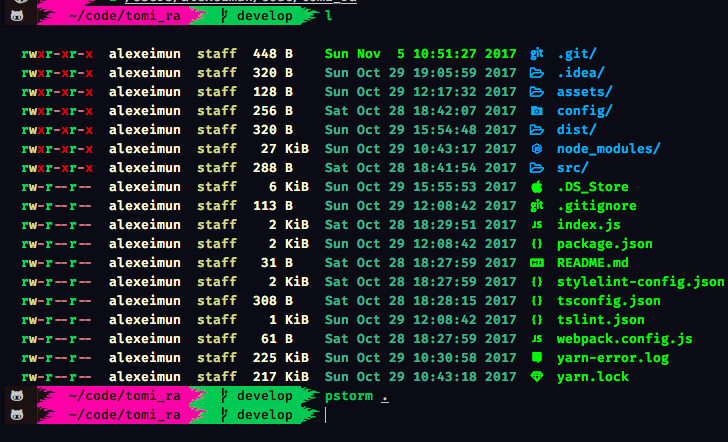 ~/code/tomi_ra develop l
rwxr-xr-x alexeimun staff 448 B Sun Nov 5 10:51:27 2017 git .git/
rwxr-xr-x alexeimun staff 320 B Sun Oct 29 19:05:59 2017 .idea/
rwxr-xr-x alexeimun staff 128 B Sun Oct 29 12:17:32 2017 assets/
rwxr-xr-x alexeimun staff 256 B Sat Oct 28 18:42:07 2017 config/
rwxr-xr-x alexeimun staff 320 B Sun Oct 29 15:54:48 2017 dist/
rwxr-xr-x alexeimun staff 27 KiB Sun Oct 29 10:43:17 2017 node_modules/
rwxr-xr-x alexeimun staff 288 B Sat Oct 28 18:41:54 2017 src/
rw-r--r-- alexeimun staff 6 KiB Sun Oct 29 15:55:53 2017 .DS_Store
rw-r--r-- alexeimun staff 113 B Sun Oct 29 12:08:42 2017 git .gitignore
rw-r--r-- alexeimun staff 2 KiB Sat Oct 28 18:29:51 2017 JS index.js
rw-r--r-- alexeimun staff 2 KiB Sun Oct 29 12:08:42 2017 {} package.json
rw-r--r-- alexeimun staff 31 B Sat Oct 28 18:27:59 2017 README.md
rw-r--r-- alexeimun staff 2 KiB Sat Oct 28 18:27:59 2017 {} stylelint-config.json
rw-r--r-- alexeimun staff 308 B Sat Oct 28 18:28:15 2017 {} tsconfig.json
rw-r--r-- alexeimun staff 1 KiB Sun Oct 29 12:08:42 2017 {} tslint.json
rw-r--r-- alexeimun staff 61 B Sat Oct 28 18:27:59 2017 JS webpack.config.js
rw-r--r-- alexeimun staff 225 KiB Sun Oct 29 10:30:58 2017 yarn-error.log
rw-r--r-- alexeimun staff 217 KiB Sun Oct 29 10:43:18 2017 yarn.lock
~/code/tomi_ra develop pstorm .
~/code/tomi_ra develop